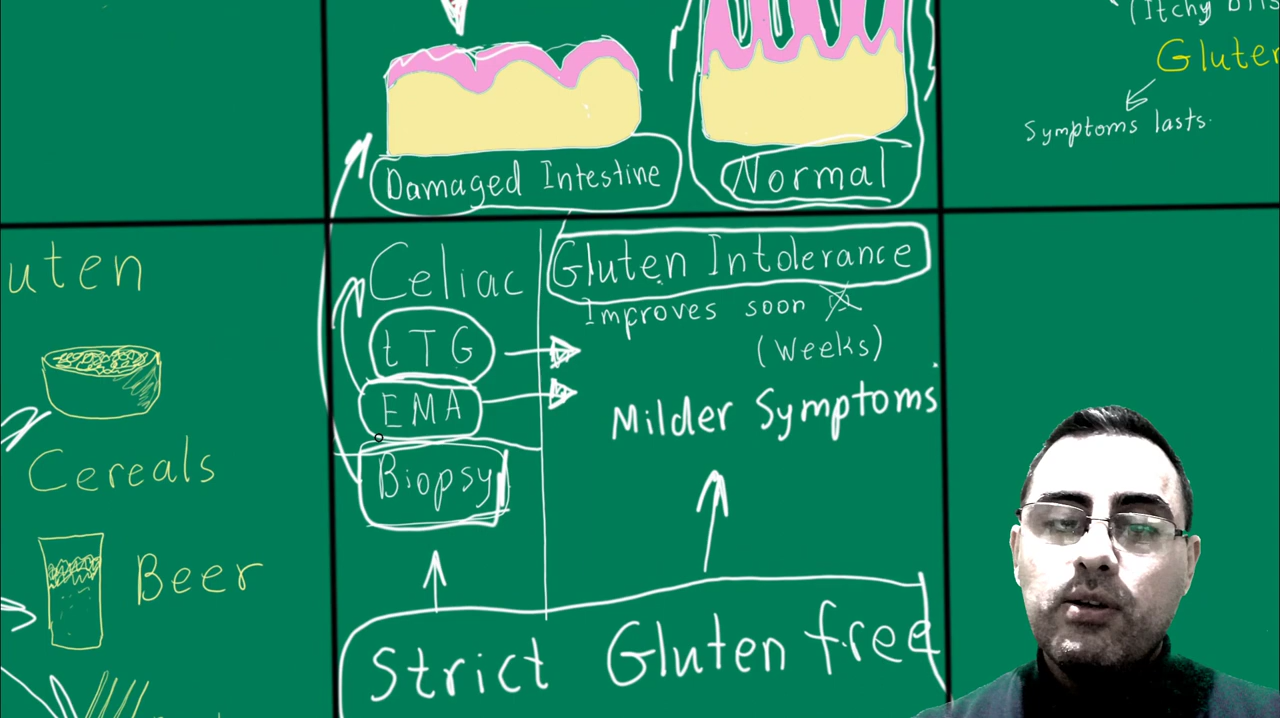 (Itchy
Gluten
Symptoms lasts.
Damaged Intestine
Normal
uten
Cereals
Beer
Celiac
tTG
EMA
Biopsy
Gluten Intolerance
Improves soon
(Weeks)
Milder Symptoms
Strict Gluten free